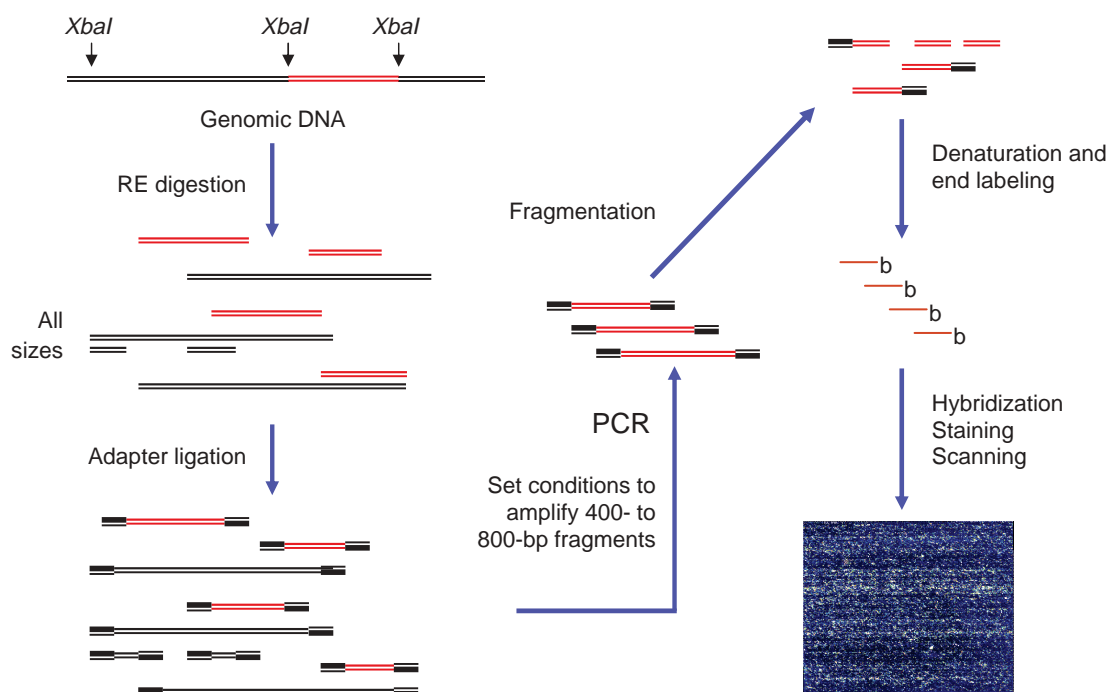 XbaI XbaI XbaI
Genomic DNA
RE digestion
All
sizes
Adapter ligation
PCR
Set conditions to
amplify 400- to
800-bp fragments
Fragmentation
Denaturation and
end labeling
b
b
b
b
Hybridization
Staining
Scanning